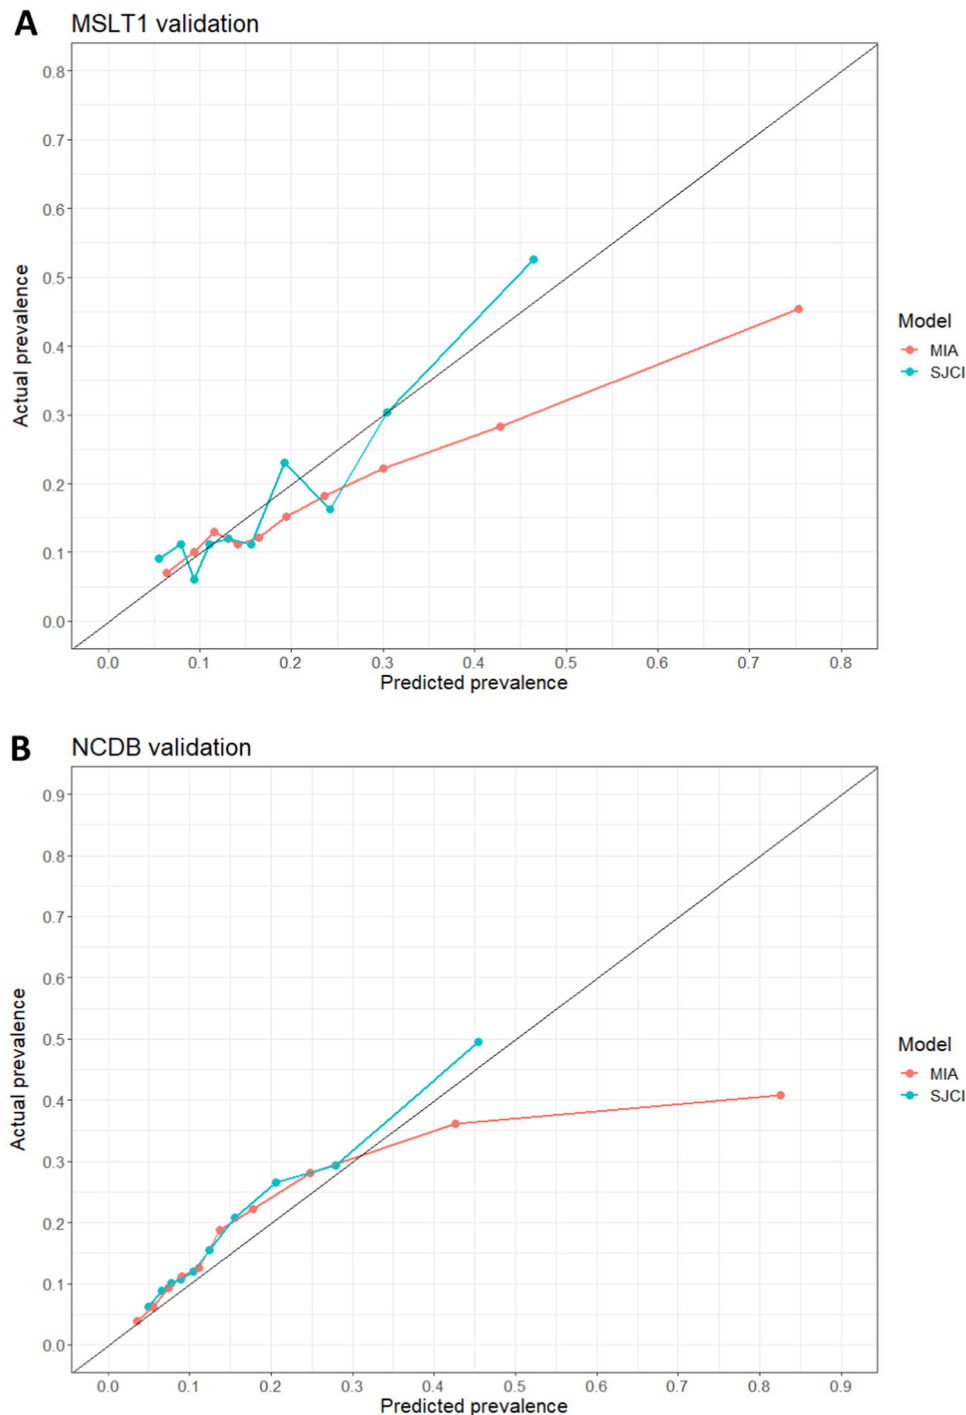 A MSLT1 validation
0.8
0.7
0.6
0.5
0.4
0.3
0.2
0.1
0.0
Actual prevalence
0.0 0.1 0.2 0.3 0.4 0.5 0.6 0.7 0.8
Predicted prevalence
Model
MIA
SJCI
B NCDB validation
0.9
0.8
0.7
0.6
0.5
0.4
0.3
0.2
0.1
0.0
Actual prevalence
0.0 0.1 0.2 0.3 0.4 0.5 0.6 0.7 0.8 0.9
Predicted prevalence
Model
MIA
SJCI